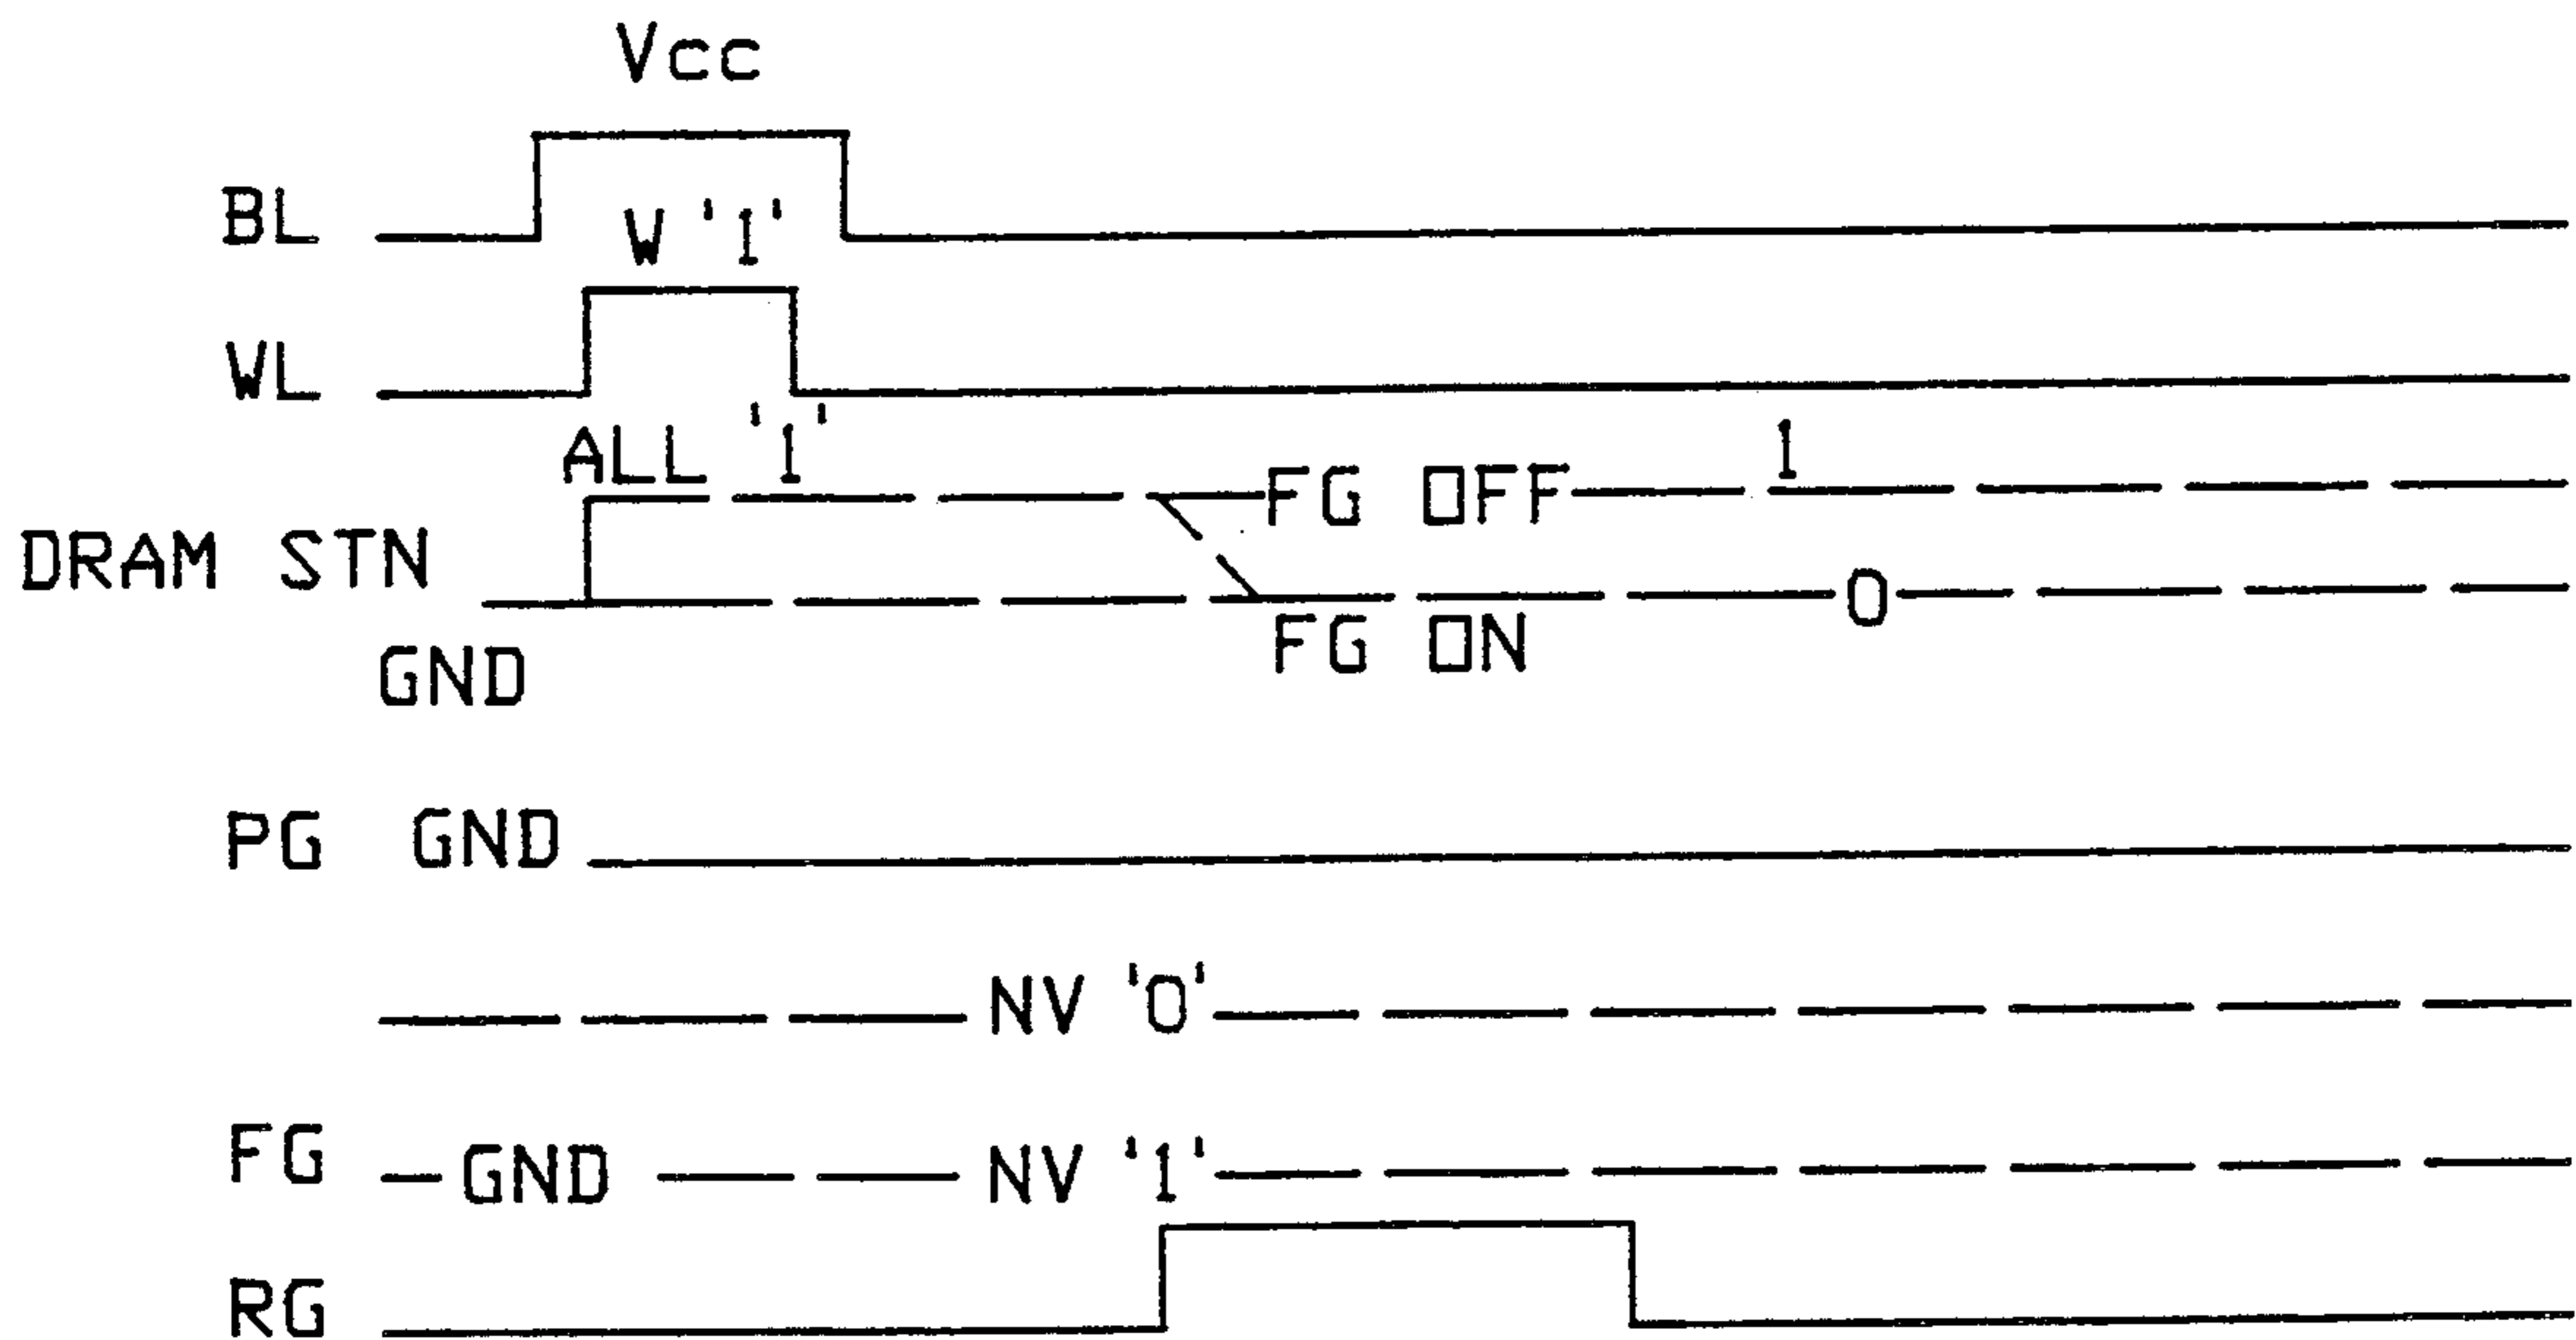 Vcc
BL
W '1'
WL
ALL '1'
1
FG OFF
DRAM STN
0
FG ON
GND
PG GND
NV '0'
FG GND NV '1'
RG